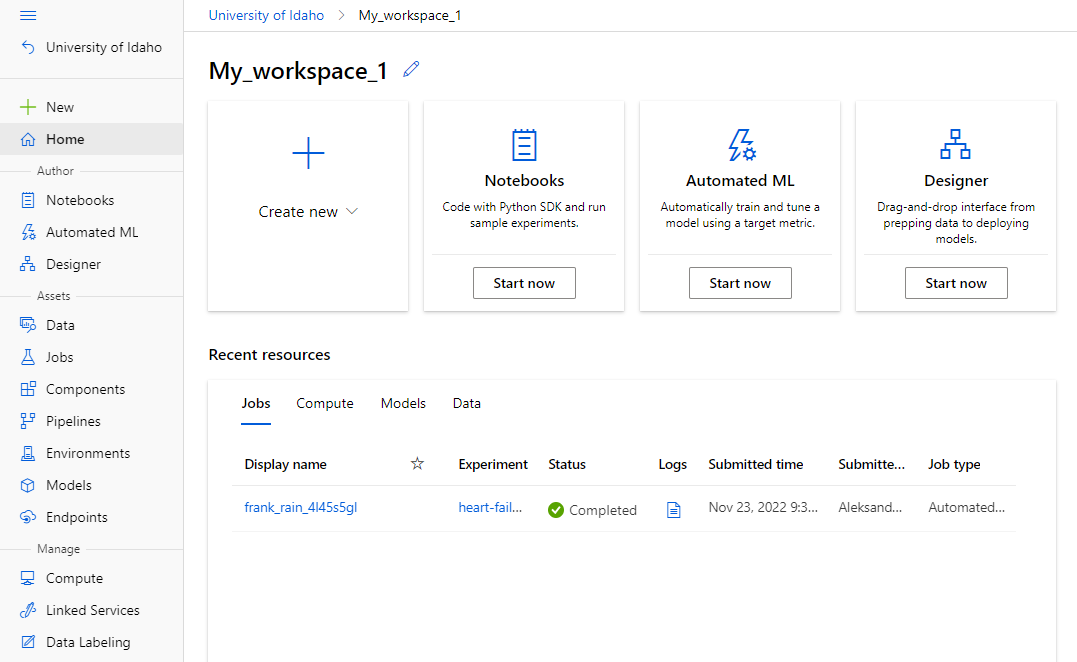 University of Idaho > My_workspace_1
University of Idaho
New
Home
Author
Notebooks
Automated ML
Designer
Assets
Data
Jobs
Components
Pipelines
Environments
Models
Endpoints
Manage
Compute
Linked Services
Data Labeling
My_workspace_1
Create new
Notebooks
Code with Python SDK and run
sample experiments.
Start now
Automated ML
Automatically train and tune a
model using a target metric.
Start now
Designer
Drag-and-drop interface from
prepping data to deploying
models.
Start now
Recent resources
Jobs Compute Models Data
Display name Experiment Status Logs Submitted time Submitte... Job type
frank_rain_4l45s5gl heart-fail... Completed Nov 23, 2022 9:3... Aleksand... Automated...